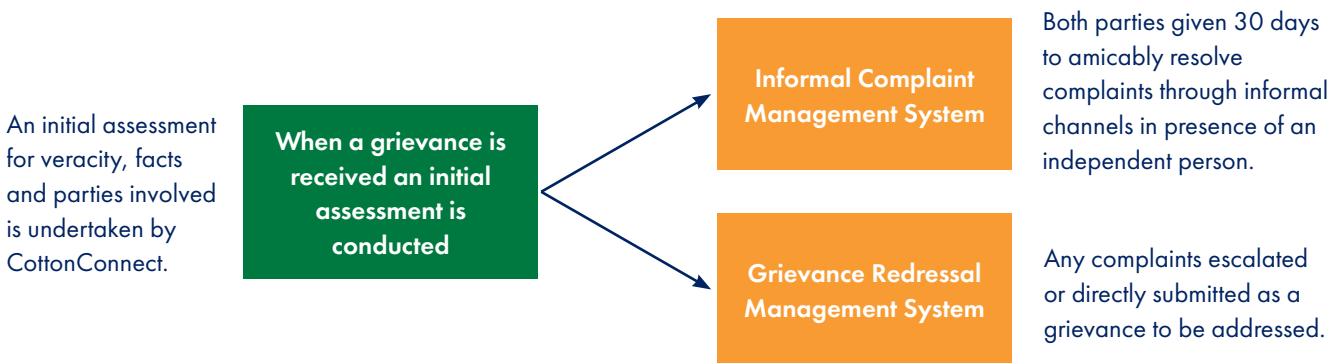 An initial assessment
for veracity, facts
and parties involved
is undertaken by
CottonConnect.
When a grievance is
received an initial
assessment is
conducted
Informal Complaint
Management System
Both parties given 30 days
to amicably resolve
complaints through informal
channels in presence of an
independent person.
Grievance Redressal
Management System
Any complaints escalated
or directly submitted as a
grievance to be addressed.